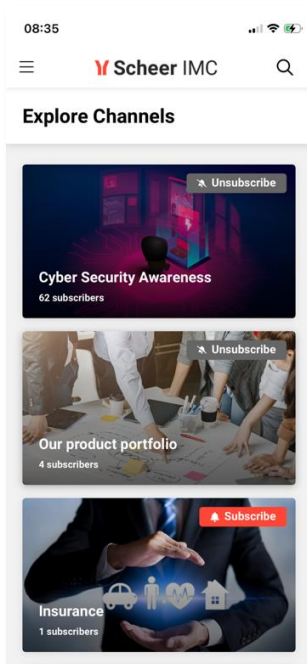 08:35
Scheer IMC
Explore Channels
Unsubscribe
Cyber Security Awareness
62 subscribers
Unsubscribe
Our product portfolio
4 subscribers
Subscribe
Insurance
1 subscribers